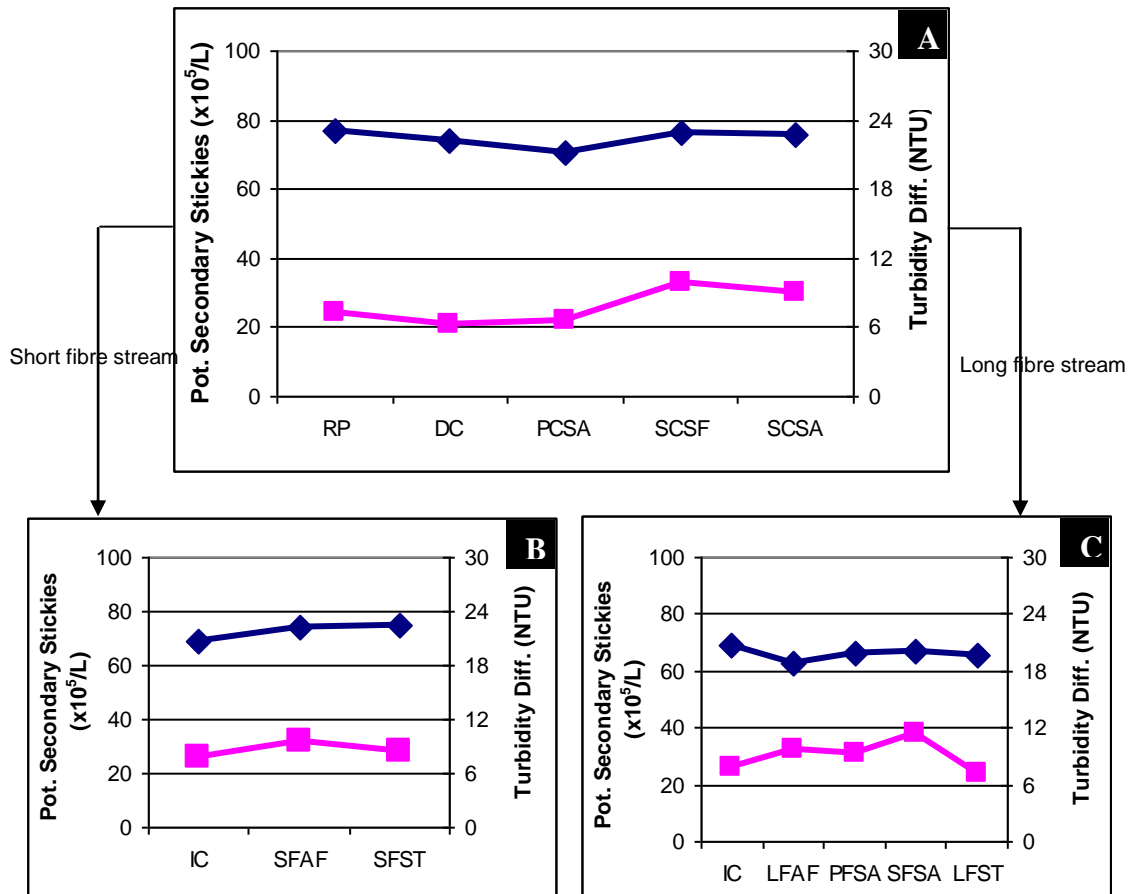 A
Pot. Secondary Stickies (x10⁵/L)
100
80
60
40
20
0
30
24
18
12
6
0
Turbidity Diff. (NTU)
RP DC PCSA SCSF SCSA
Short fibre stream
Long fibre stream
B
Pot. Secondary Stickies
(x10⁵/L)
100
80
60
40
20
0
30
24
18
12
6
0
Turbidity Diff. (NTU)
IC SFAF SFST
C
Pot. Secondary Stickies
(x10⁵/L)
100
80
60
40
20
0
30
24
18
12
6
0
Turbidity Diff. (NTU)
IC LFAF PFSA SFSA LFST